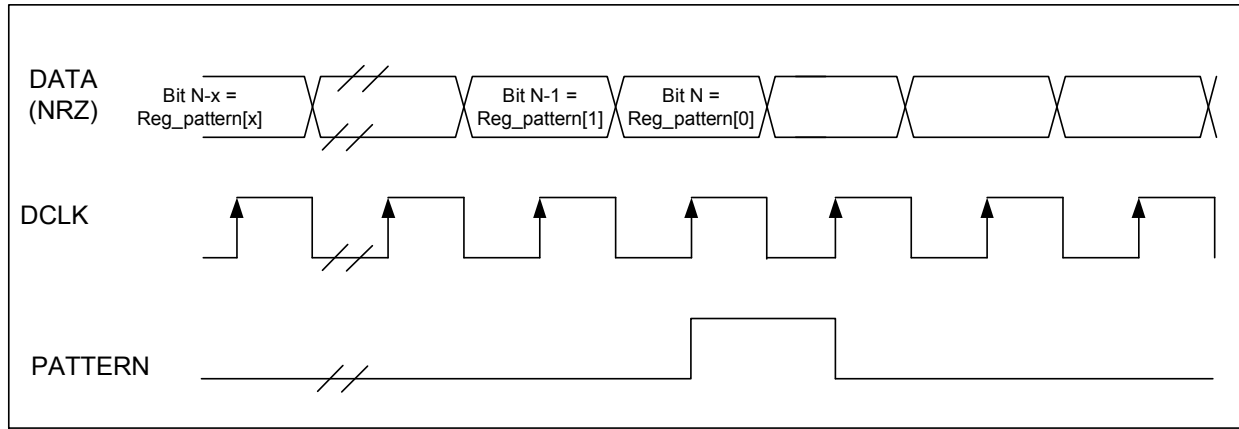 DATA
(NRZ)
Bit N-x =
Reg_pattern[x]
Bit N-1 =
Reg_pattern[1]
Bit N =
Reg_pattern[0]
DCLK
PATTERN